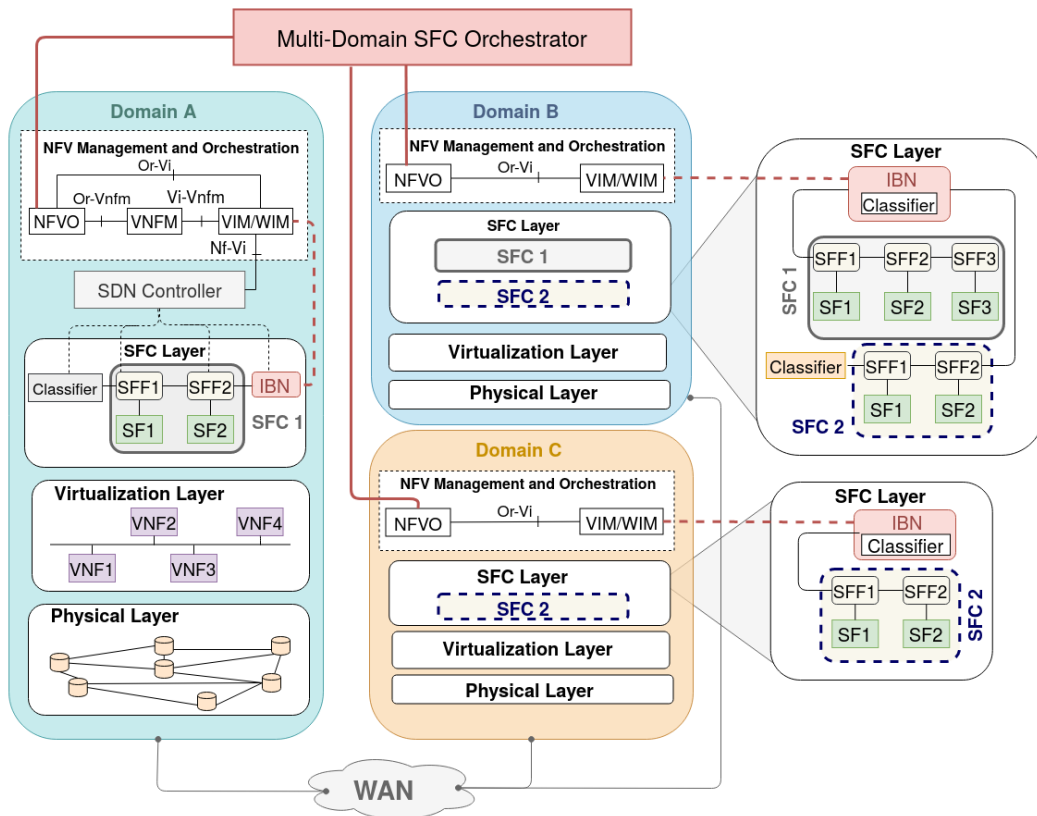 Multi-Domain SFC Orchestrator
Domain A
NFV Management and Orchestration
Or-Vi
Or-Vnfm
Vi-Vnfm
NFVO
VNFM
VIM/WIM
Nf-Vi
SDN Controller
SFC Layer
Classifier
SFF1
SFF2
IBN
SF1
SF2
SFC 1
Virtualization Layer
VNF2
VNF4
VNF1
VNF3
Physical Layer
Domain B
NFV Management and Orchestration
Or-Vi
NFVO
VIM/WIM
SFC Layer
SFC 1
SFC 2
Virtualization Layer
Physical Layer
SFC Layer
IBN
Classifier
SFC 1
SFF1
SFF2
SFF3
SF1
SF2
SF3
Classifier
SFF1
SFF2
SF1
SF2
SFC 2
Domain C
NFV Management and Orchestration
Or-Vi
NFVO
VIM/WIM
SFC Layer
SFC 2
Virtualization Layer
Physical Layer
SFC Layer
IBN
Classifier
SFF1
SFF2
SF1
SF2
SFC 2
WAN